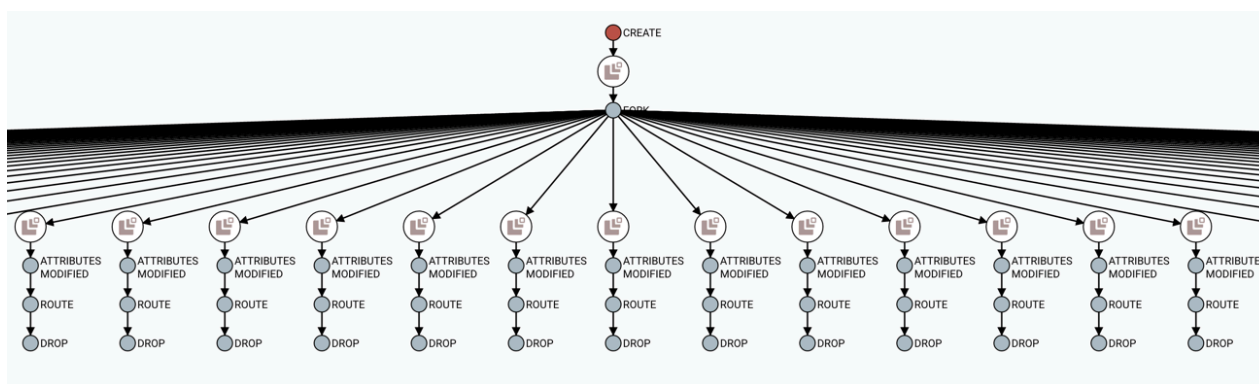 CREATE
FORK
ATTRIBUTES ATTRIBUTES ATTRIBUTES ATTRIBUTES ATTRIBUTES ATTRIBUTES ATTRIBUTES ATTRIBUTES ATTRIBUTES ATTRIBUTES ATTRIBUTES ATTRIBUTES ATTRIBUTES
MODIFIED MODIFIED MODIFIED MODIFIED MODIFIED MODIFIED MODIFIED MODIFIED MODIFIED MODIFIED MODIFIED MODIFIED MODIFIED
ROUTE ROUTE ROUTE ROUTE ROUTE ROUTE ROUTE ROUTE ROUTE ROUTE ROUTE ROUTE ROUTE
DROP DROP DROP DROP DROP DROP DROP DROP DROP DROP DROP DROP DROP